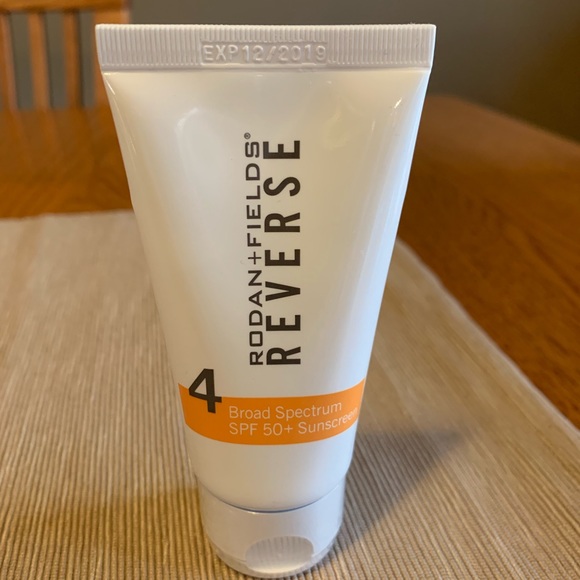 EXP 12/2019
RODAN+FIELDS®
REVERSE
4
Broad Spectrum
SPF 50+ Sunscreen